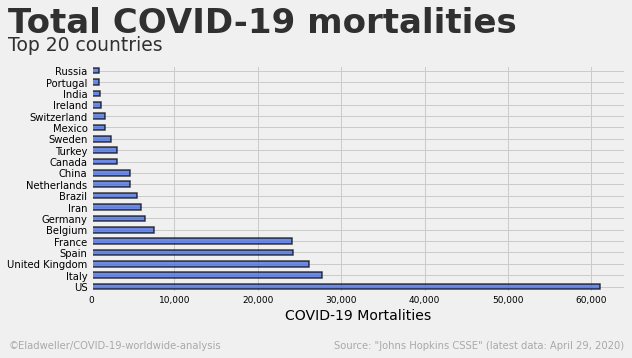 Total COVID-19 mortalities
Top 20 countries
Russia
Portugal
India
Ireland
Switzerland
Mexico
Sweden
Turkey
Canada
China
Netherlands
Brazil
Iran
Germany
Belgium
France
Spain
United Kingdom
Italy
US
0 10,000 20,000 30,000 40,000 50,000 60,000
COVID-19 Mortalities
©Eladweller/COVID-19-worldwide-analysis Source: "Johns Hopkins CSSE" (latest data: April 29, 2020)